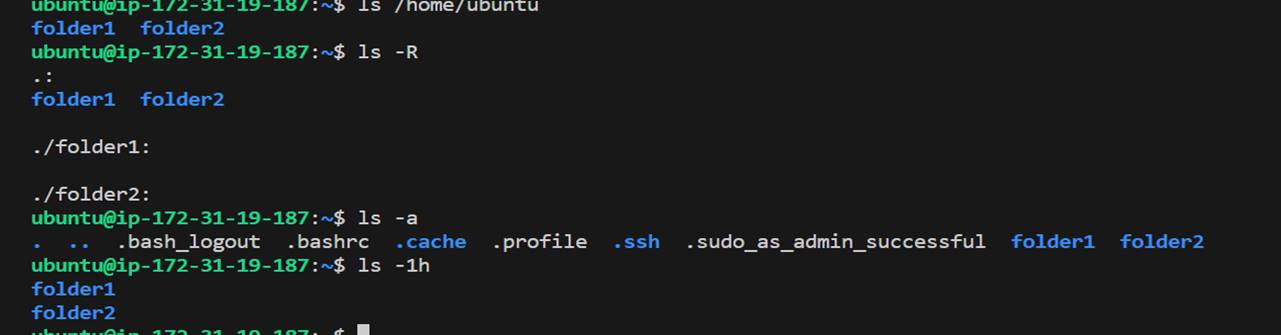 ubuntu@ip-172-31-19-187:~$ ls /home/ubuntu
folder1  folder2
ubuntu@ip-172-31-19-187:~$ ls -R
.:
folder1  folder2
./folder1:
./folder2:
ubuntu@ip-172-31-19-187:~$ ls -a
.  ..  .bash_logout  .bashrc  .cache  .profile  .ssh  .sudo_as_admin_successful  folder1  folder2
ubuntu@ip-172-31-19-187:~$ ls -1h
folder1
folder2
ubuntu@ip-172-31-19-187:~$